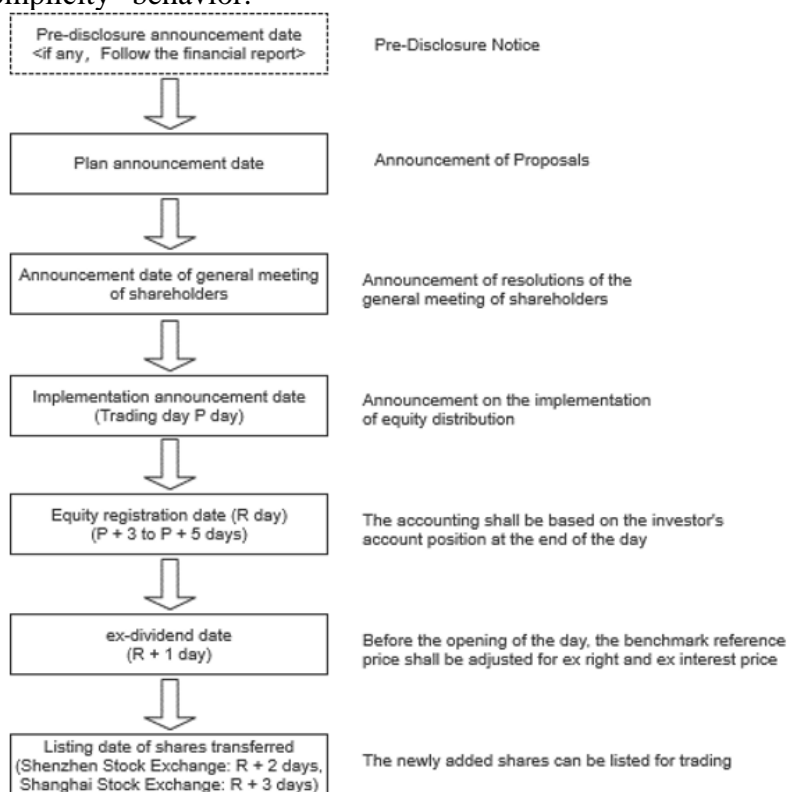 behavior.
Pre-disclosure announcement date
<if any, Follow the financial report>
Pre-Disclosure Notice
Plan announcement date
Announcement of Proposals
Announcement date of general meeting
of shareholders
Announcement of resolutions of the
general meeting of shareholders
Implementation announcement date
(Trading day P day)
Announcement on the implementation
of equity distribution
Equity registration date (R day)
(P + 3 to P + 5 days)
The accounting shall be based on the investor's
account position at the end of the day
ex-dividend date
(R + 1 day)
Before the opening of the day, the benchmark reference
price shall be adjusted for ex right and ex interest price
Listing date of shares transferred
(Shenzhen Stock Exchange: R + 2 days,
Shanghai Stock Exchange: R + 3 days)
The newly added shares can be listed for trading